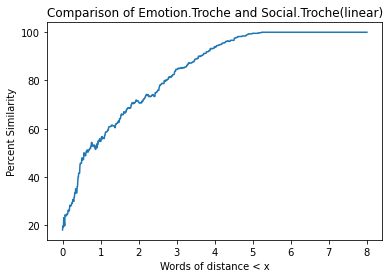 Comparison of Emotion.Troche and Social.Troche(linear)
100
80
60
40
20
Percent Similarity
0 1 2 3 4 5 6 7 8
Words of distance < x